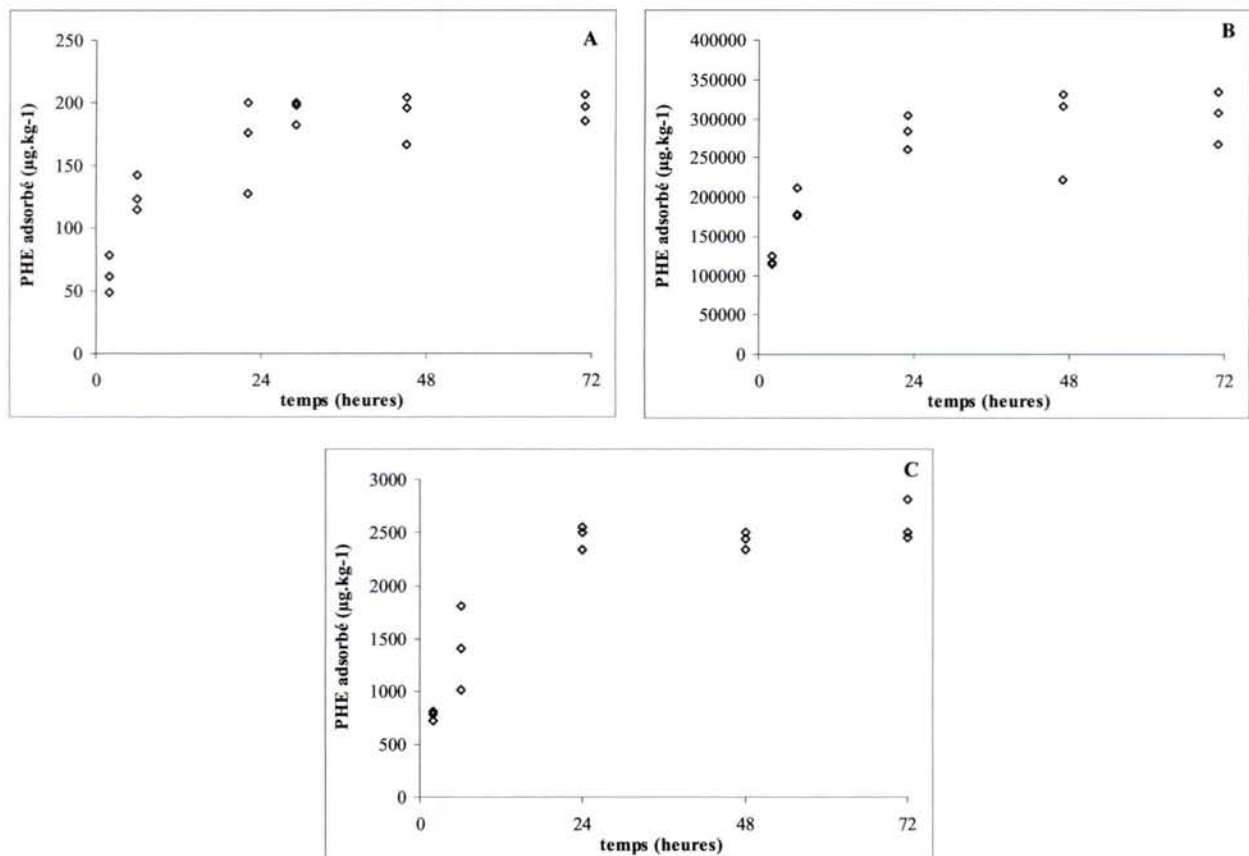 A
PHE adsorbé (µg.kg-1)
250
200
150
100
50
0
0 24 48 72
temps (heures)
B
PHE adsorbé (µg.kg-1)
400000
350000
300000
250000
200000
150000
100000
50000
0
0 24 48 72
temps (heures)
C
PHE adsorbé (µg.kg-1)
3000
2500
2000
1500
1000
500
0
0 24 48 72
temps (heures)